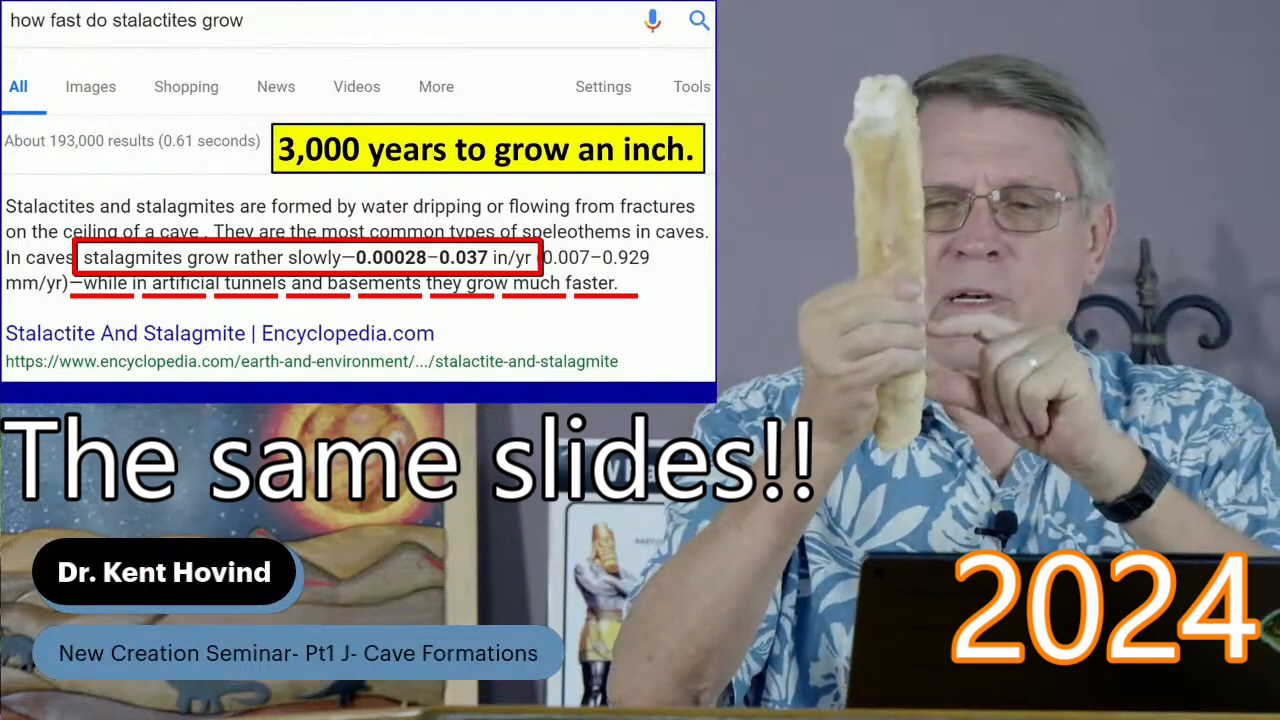 how fast do stalactites grow
All Images Shopping News Videos More Settings Tools
About 193,000 results (0.61 seconds)
3,000 years to grow an inch.
Stalactites and stalagmites are formed by water dripping or flowing from fractures
on the ceiling of a cave . They are the most common types of speleothems in caves.
In caves stalagmites grow rather slowly—0.00028–0.037 in/yr 0.007–0.929
mm/yr)—while in artificial tunnels and basements they grow much faster.
Stalactite And Stalagmite | Encyclopedia.com
https://www.encyclopedia.com/earth-and-environment/.../stalactite-and-stalagmite
The same slides!!
Dr. Kent Hovind
New Creation Seminar- Pt1 J- Cave Formations
2024